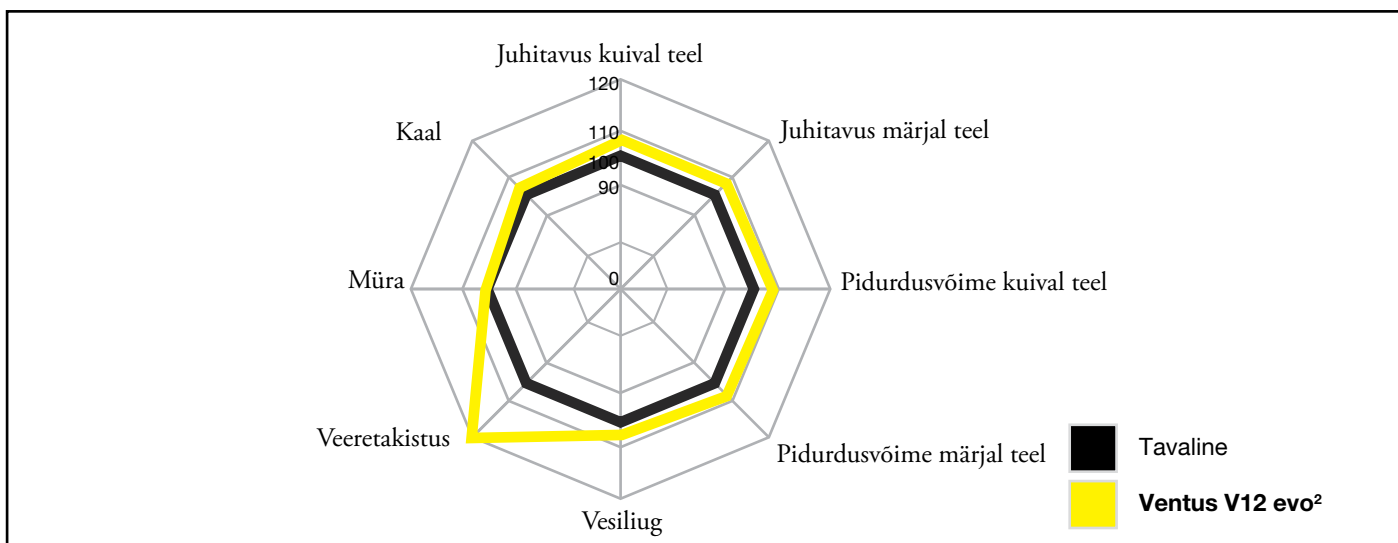 Juhitavus kuival teel
120
Kaal
Juhitavus märjal teel
110
100
90
Müra
0
Pidurdusvõime kuival teel
Veeretakistus
Pidurdusvõime märjal teel
Vesiliug
Tavaline
Ventus V12 evo²